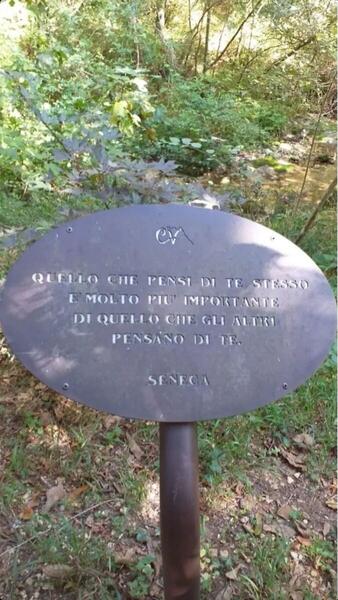 QUELLO CHE PENSI DI TE STESSO
E' MOLTO PIU' IMPORTANTE
DI QUELLO CHE GLI ALTRI
PENSANO DI TE.
SENECA